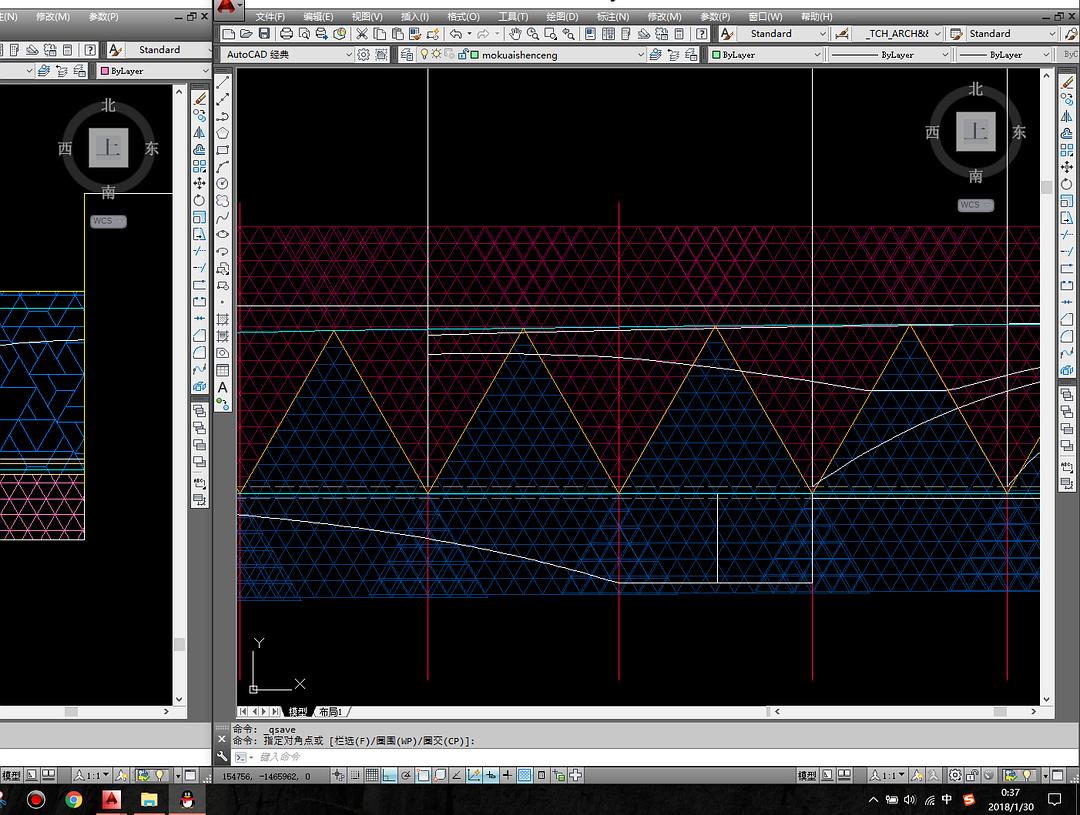 注(N) 修改(M) 参数(P)
Standard
ByLayer
北
西 上 东
南
WCS
模型 1:1
文件(F) 编辑(E) 视图(V) 插入(I) 格式(O) 工具(T) 绘图(D) 标注(N) 修改(M) 参数(P) 窗口(W) 帮助(H)
Standard _TCH_ARCH& Standard
AutoCAD 经典 mokuaishenceng ByLayer ByLayer ByLayer ByC
北
西 上 东
南
WCS
A
Y
X
模型 布局1
命令: _qsave
命令: 指定对角点或 [栏选(F)/圈围(WP)/圈交(CP)]:
键入命令
154756, -1465962, 0 模型 1:1
中 0:37
2018/1/30